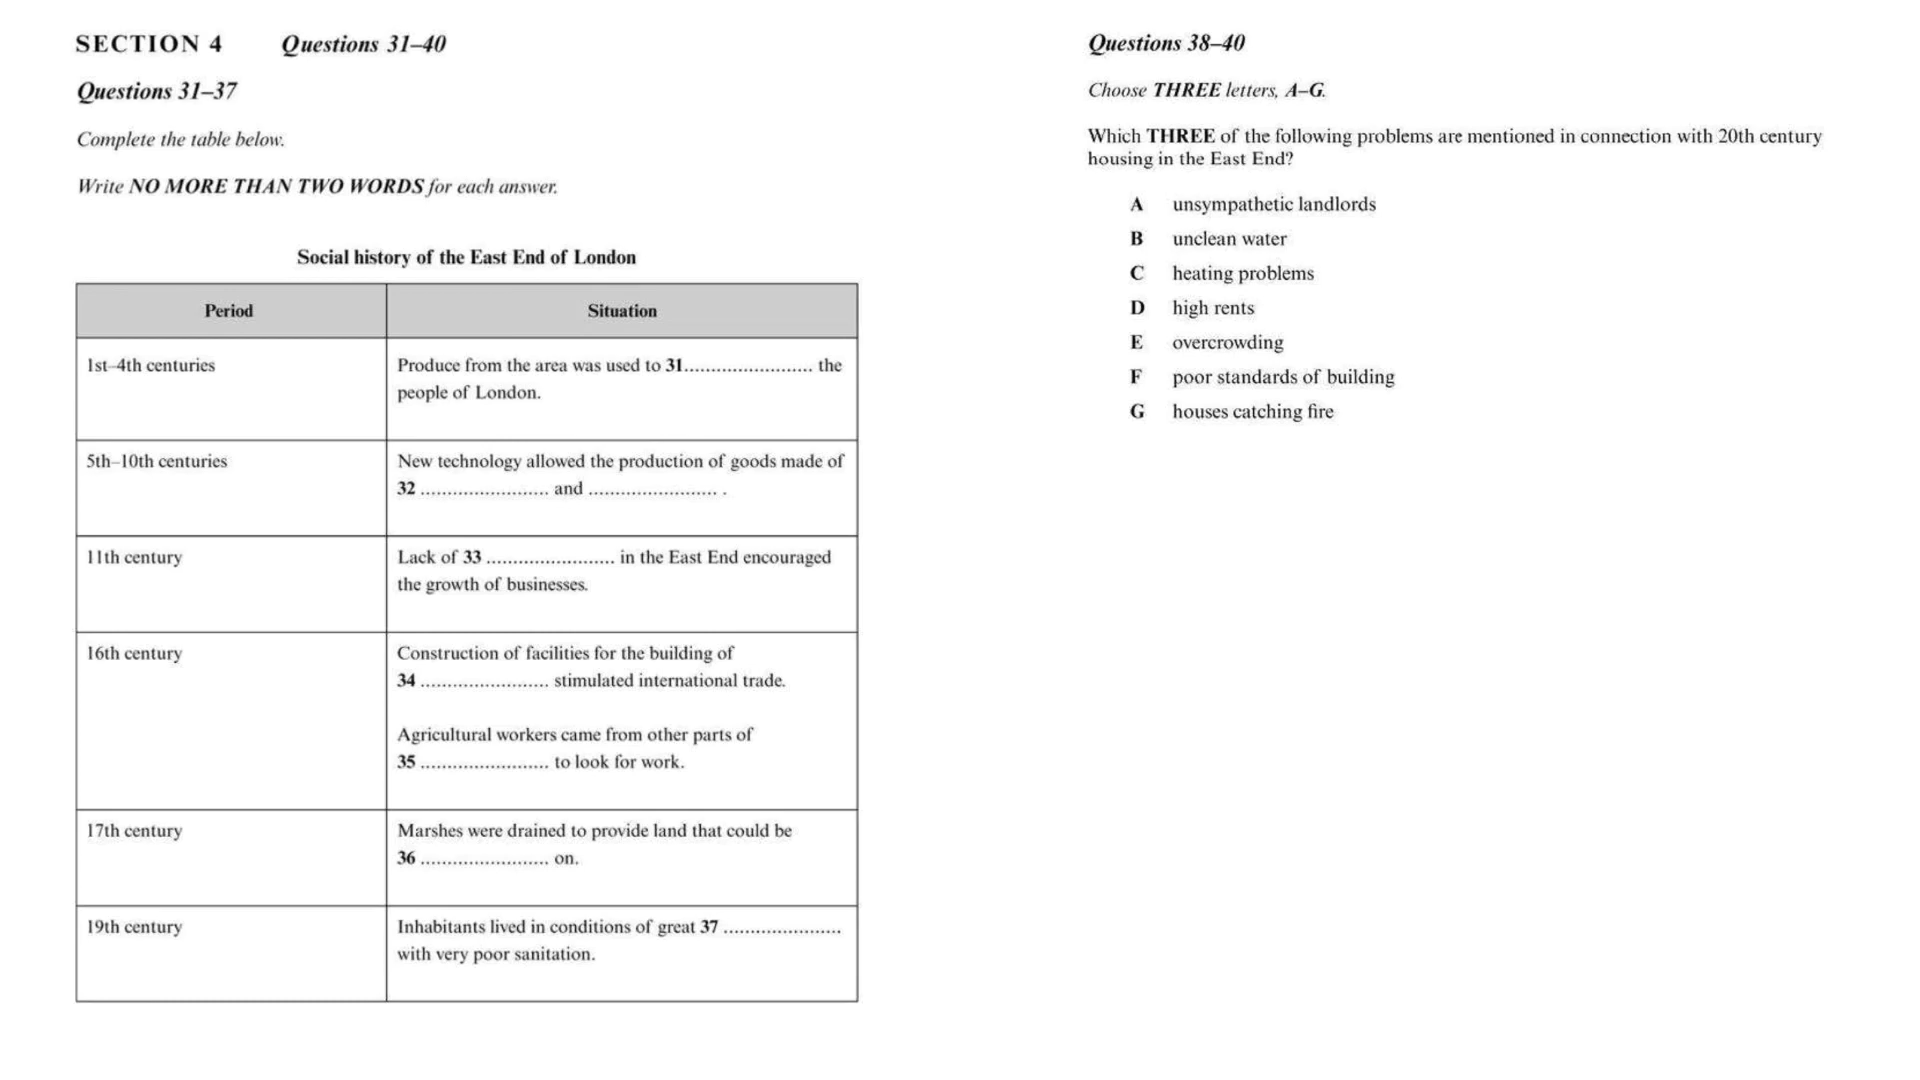 SECTION 4 Questions 31–40
Questions 31–37
Complete the table below.
Write NO MORE THAN TWO WORDS for each answer.
Social history of the East End of London
Period Situation
1st–4th centuries
Produce from the area was used to 31........................ the
people of London.
5th–10th centuries
New technology allowed the production of goods made of
32 ........................ and ........................ .
11th century
Lack of 33 ........................ in the East End encouraged
the growth of businesses.
16th century
Construction of facilities for the building of
34 ........................ stimulated international trade.
Agricultural workers came from other parts of
35 ........................ to look for work.
17th century
Marshes were drained to provide land that could be
36 ........................ on.
19th century
Inhabitants lived in conditions of great 37 ......................
with very poor sanitation.
Questions 38–40
Choose THREE letters, A–G.
Which THREE of the following problems are mentioned in connection with 20th century
housing in the East End?
A unsympathetic landlords
B unclean water
C heating problems
D high rents
E overcrowding
F poor standards of building
G houses catching fire